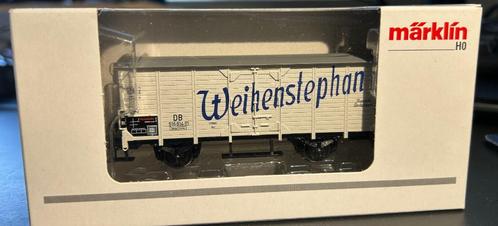 märklin
H0
Weihenstephan
DB